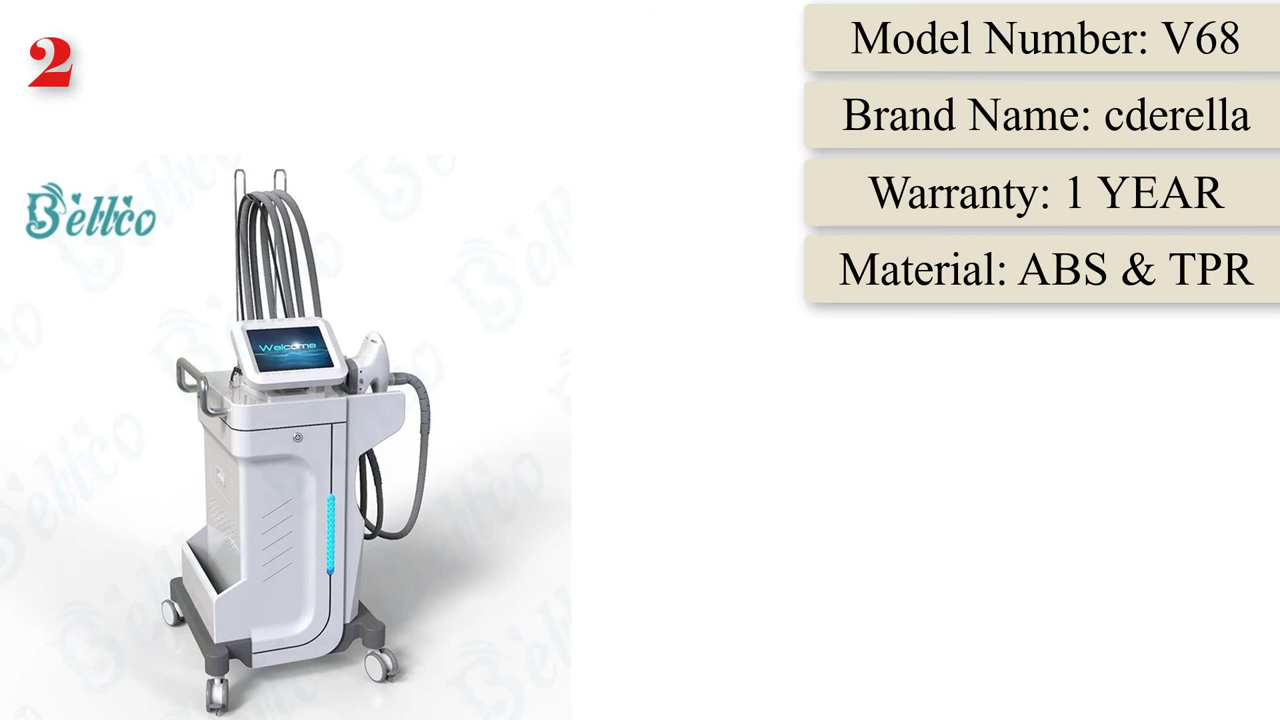 2
Model Number: V68
Brand Name: cderella
Warranty: 1 YEAR
Material: ABS & TPR
Bellco
Welcome